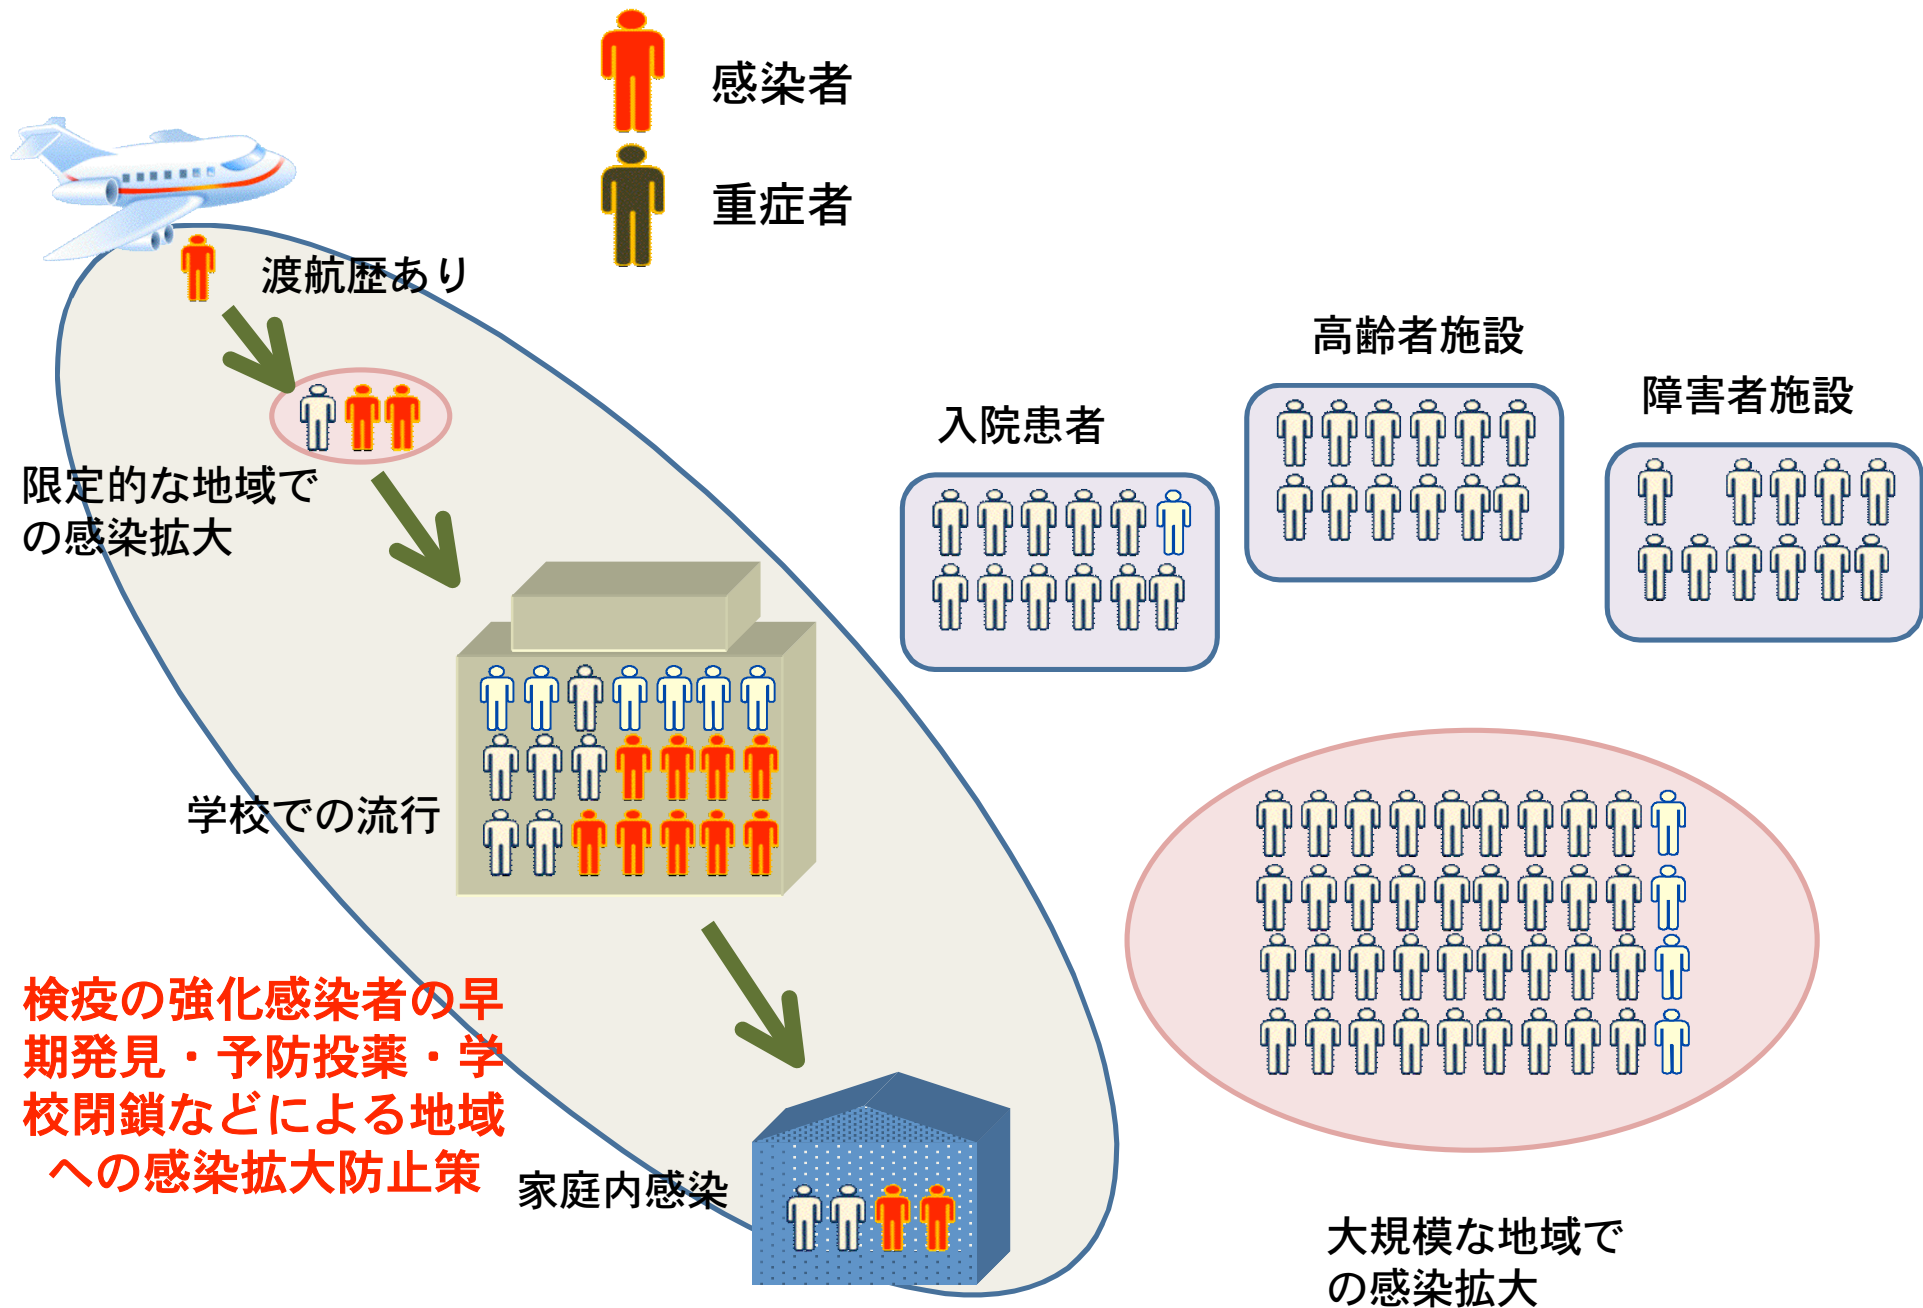 感染者
重症者
渡航歴あり
高齢者施設
障害者施設
入院患者
限定的な地域で
の感染拡大
学校での流行
検疫の強化感染者の早
期発見・予防投薬・学
校閉鎖などによる地域
への感染拡大防止策
家庭内感染
大規模な地域で
の感染拡大